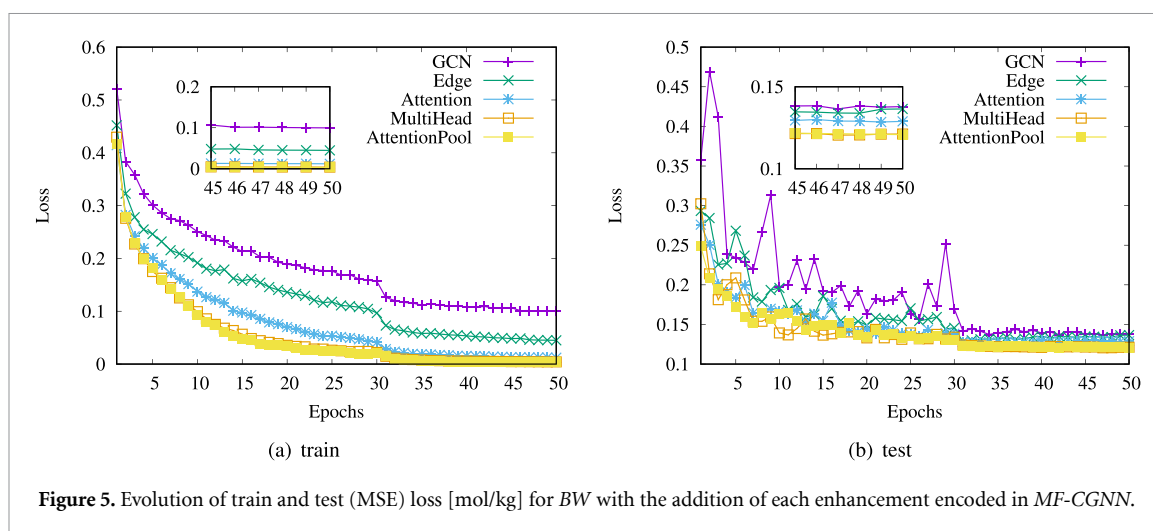 0.6
0.5
0.4
0.3
0.2
0.1
0
Loss
GCN
Edge
Attention
MultiHead
AttentionPool
0.2
0.1
0
45 46 47 48 49 50
5 10 15 20 25 30 35 40 45 50
Epochs
(a) train
0.5
0.45
0.4
0.35
0.3
0.25
0.2
0.15
0.1
Loss
GCN
Edge
Attention
MultiHead
AttentionPool
0.15
0.1
45 46 47 48 49 50
5 10 15 20 25 30 35 40 45 50
Epochs
(b) test
Figure 5. Evolution of train and test (MSE) loss [mol/kg] for BW with the addition of each enhancement encoded in MF-CGNN.